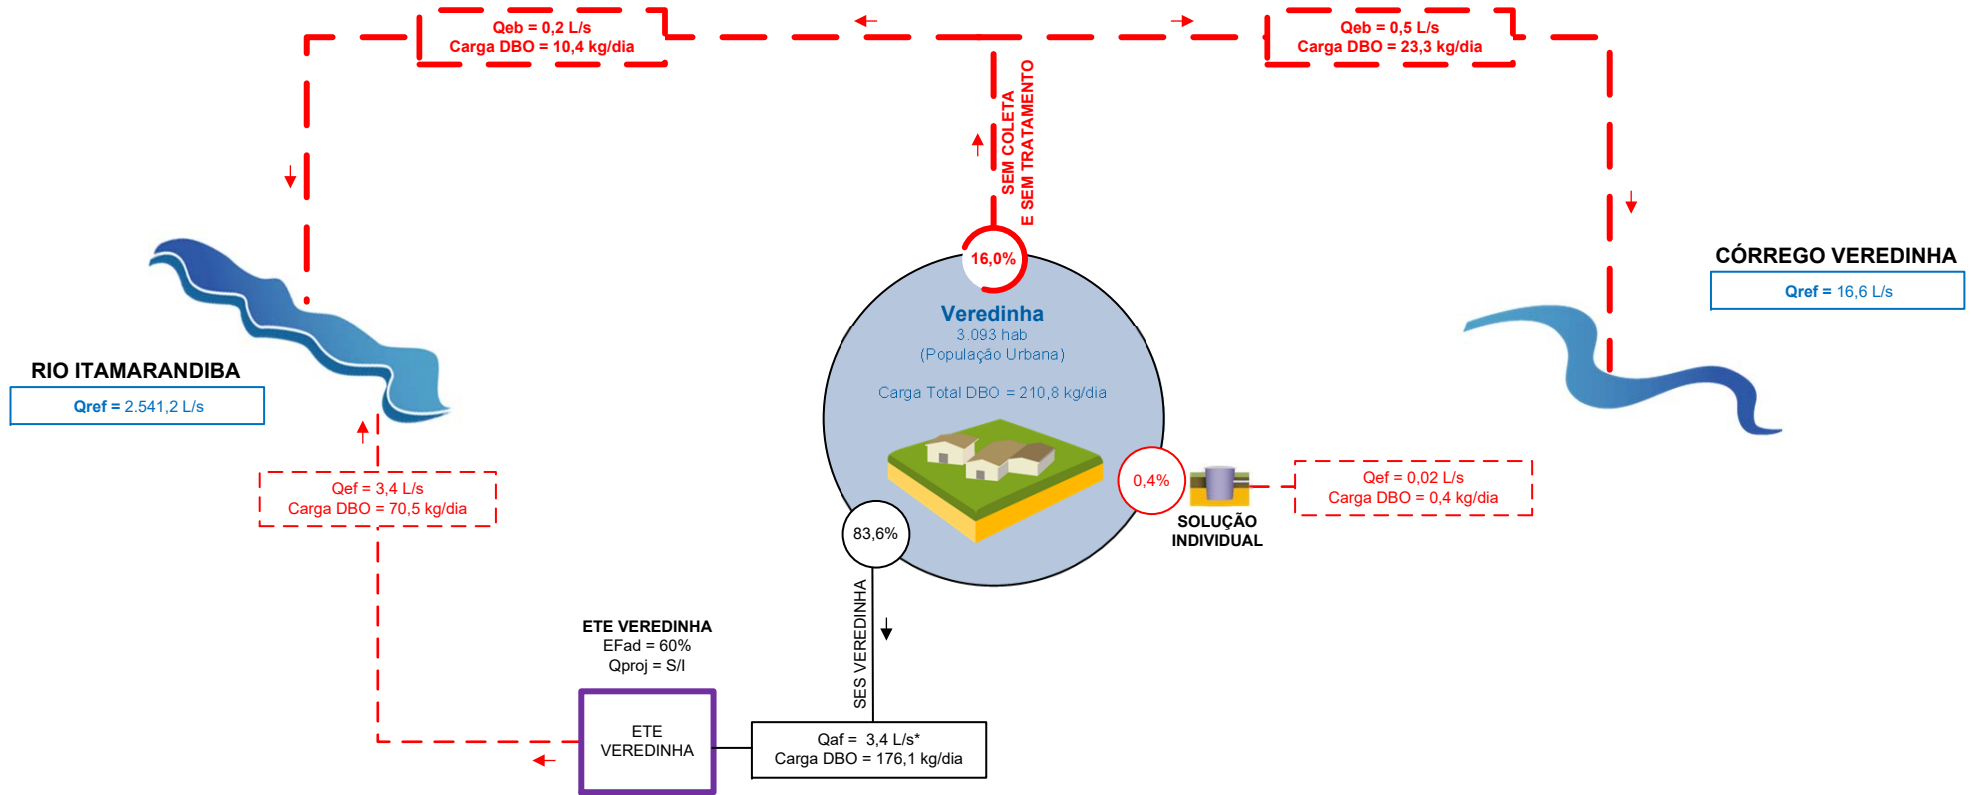 Qeb = 0,2 L/s
Carga DBO = 10,4 kg/dia
Qeb = 0,5 L/s
Carga DBO = 23,3 kg/dia
SEM COLETA
E SEM TRATAMENTO
16,0%
Veredinha
3.093 hab
(População Urbana)
Carga Total DBO = 210,8 kg/dia
CÓRREGO VEREDINHA
Qref = 16,6 L/s
RIO ITAMARANDIBA
Qref = 2.541,2 L/s
Qef = 3,4 L/s
Carga DBO = 70,5 kg/dia
0,4%
SOLUÇÃO
INDIVIDUAL
Qef = 0,02 L/s
Carga DBO = 0,4 kg/dia
83,6%
SES VEREDINHA
ETE VEREDINHA
EFad = 60%
Qproj = S/I
ETE
VEREDINHA
Qaf = 3,4 L/s*
Carga DBO = 176,1 kg/dia